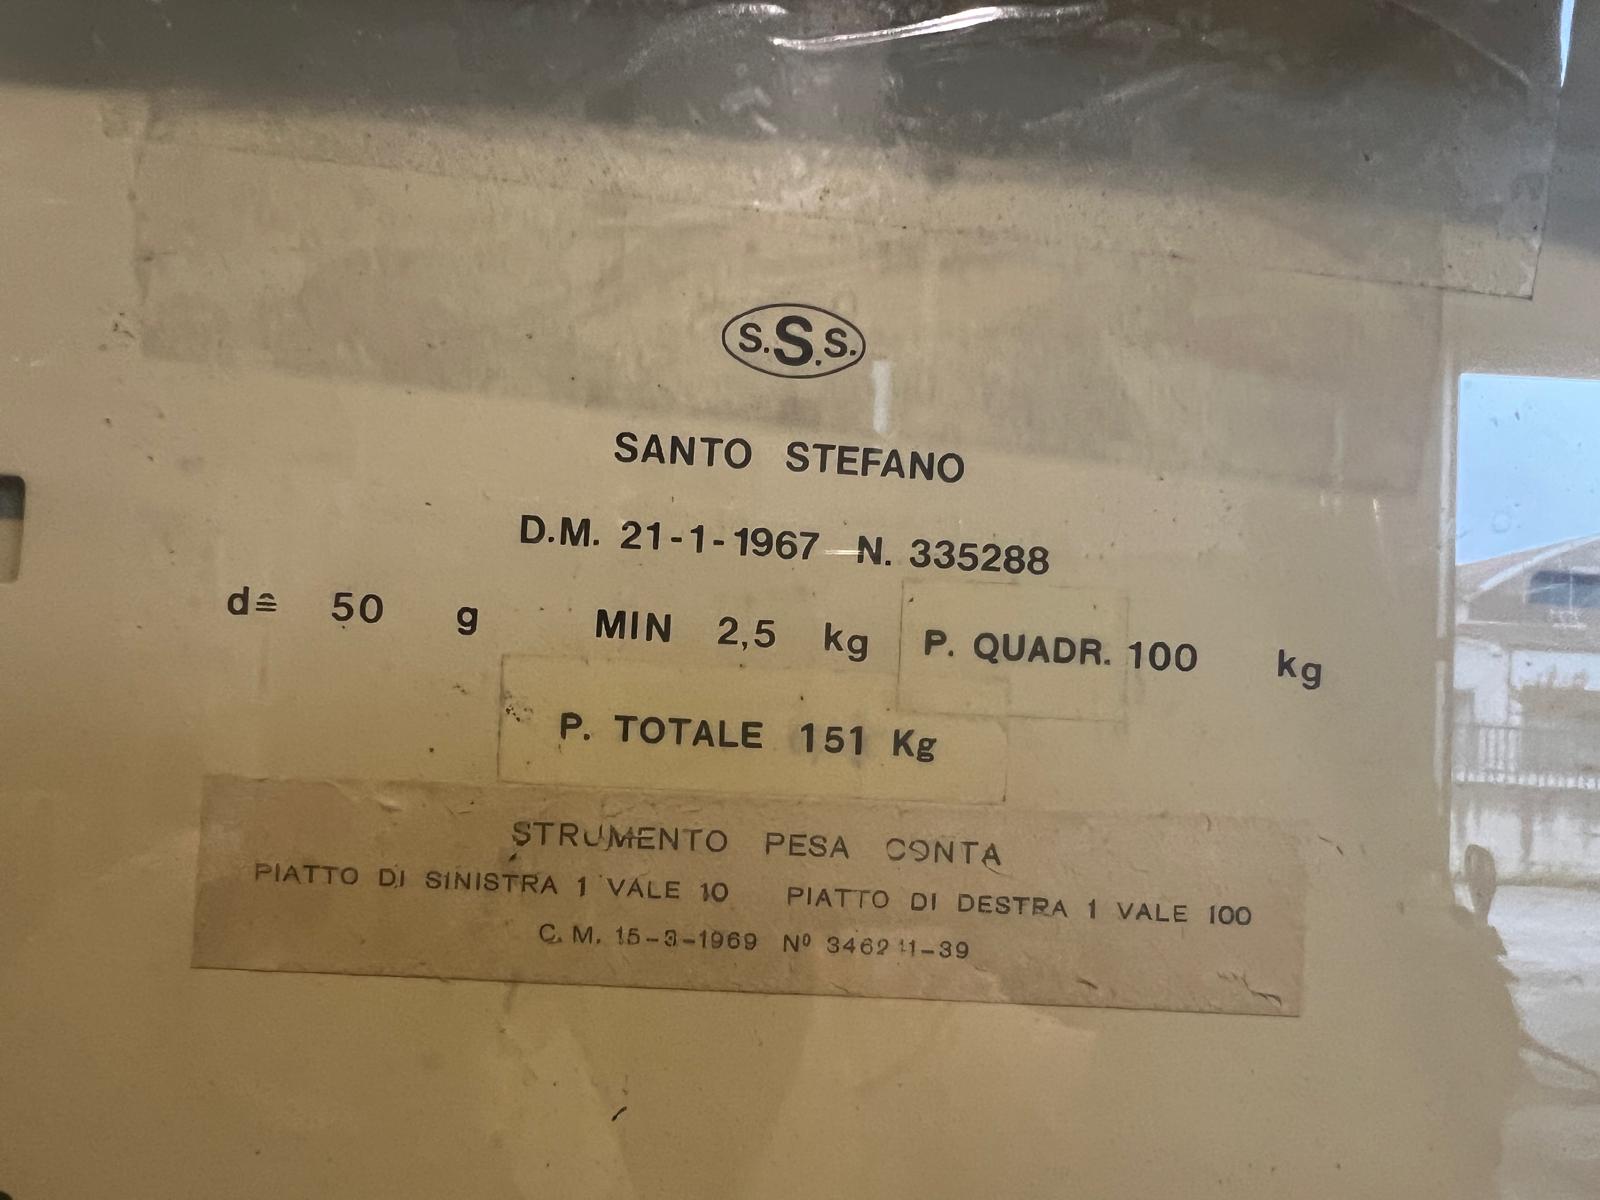 S.S.S.
SANTO STEFANO
D.M. 21-1-1967 N. 335288
d≘ 50 g MIN 2,5 kg P. QUADR. 100 kg
P. TOTALE 151 Kg
STRUMENTO PESA CONTA
PIATTO DI SINISTRA 1 VALE 10 PIATTO DI DESTRA 1 VALE 100
C.M. 15-3-1969 Nº